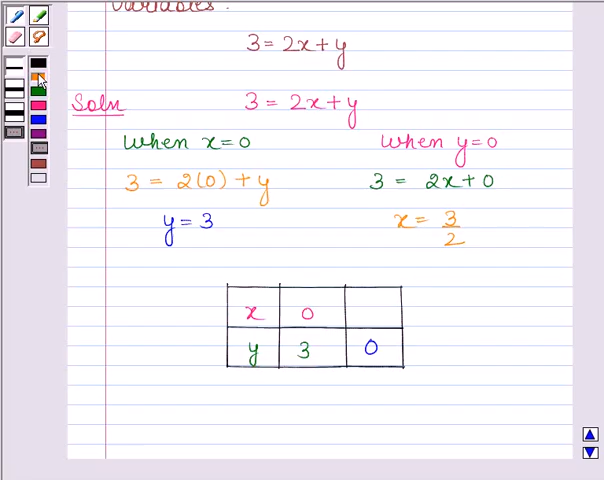 variables.
3 = 2x + y
Soln 3 = 2x + y
When x = 0 When y = 0
3 = 2(0) + y 3 = 2x + 0
y = 3 x = 3/2
x 0
y 3 0